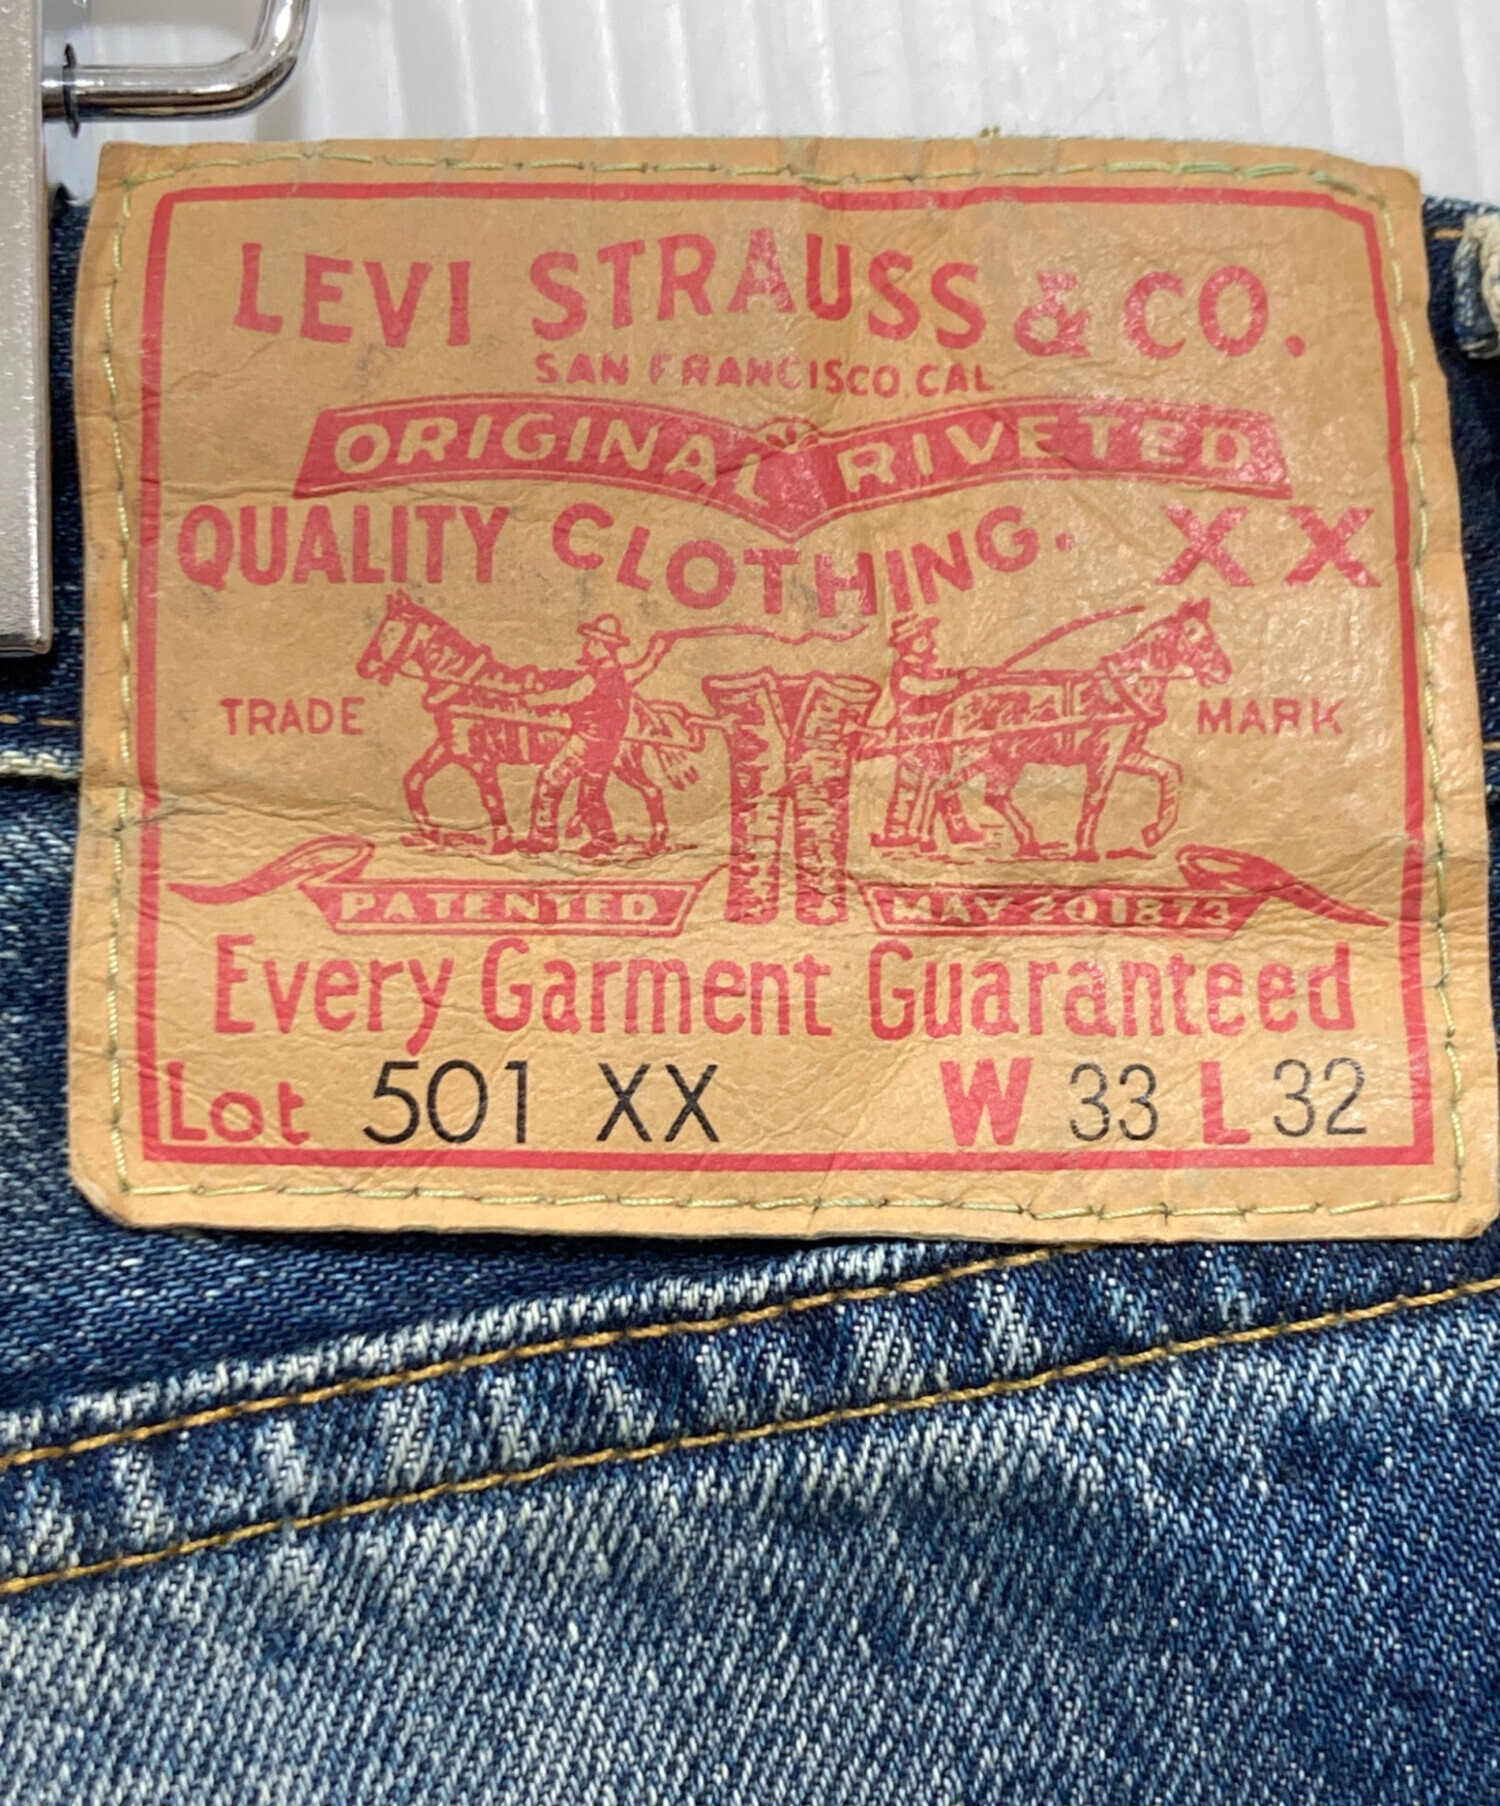 LEVI STRAUSS & CO.
SAN FRANCISCO CAL.
ORIGINAL RIVETED
QUALITY CLOTHING. XX
TRADE MARK
PATENTED MAY 20 1873
Every Garment Guaranteed
Lot 501 XX W 33 L 32